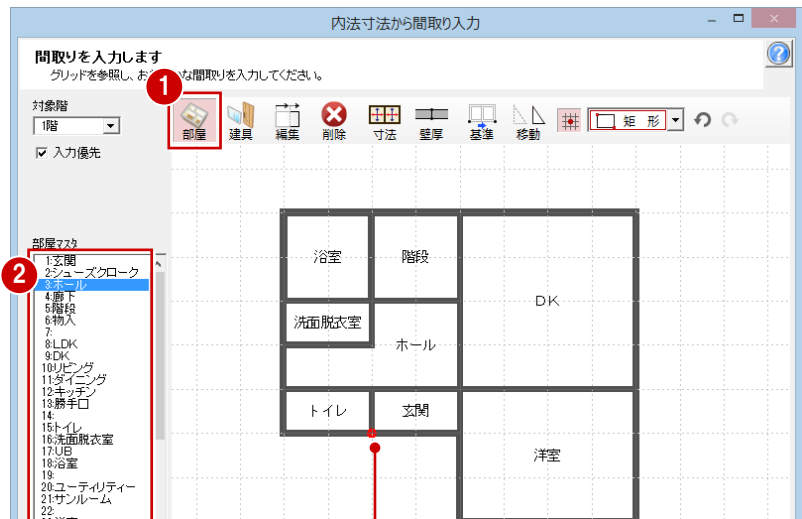 内法寸法から間取り入力
間取りを入力します
グリッドを参照し、お
な間取りを入力してください。
1
対象階
1階
入力優先
部屋 建具 編集 削除 寸法 壁厚 基準 移動 矩 形
部屋マスタ
2
1:玄関
2:シューズクローク
3:ホール
4:廊下
5:階段
6:物入
7:
8:LDK
9:DK
10:リビング
11:ダイニング
12:キッチン
13:勝手口
14:
15:トイレ
16:洗面脱衣室
17:UB
18:浴室
19:
20:ユーティリティー
21:サンルーム
22:
浴室
階段
DK
洗面脱衣室
ホール
トイレ
玄関
洋室